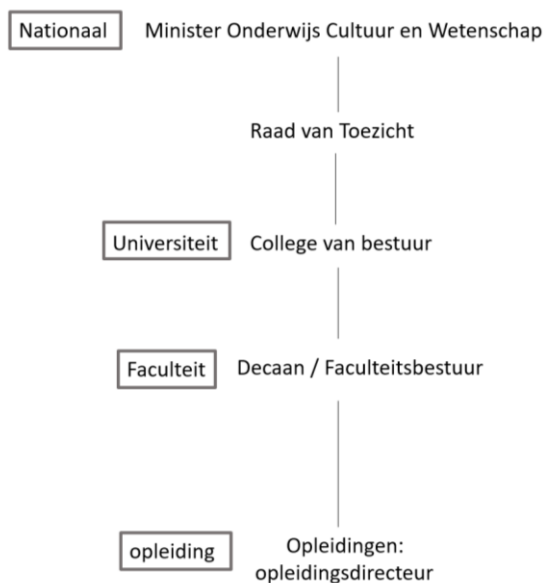 Nationaal Minister Onderwijs Cultuur en Wetenschap
Raad van Toezicht
Universiteit College van bestuur
Faculteit Decaan / Faculteitsbestuur
opleiding Opleidingen:
opleidingsdirecteur